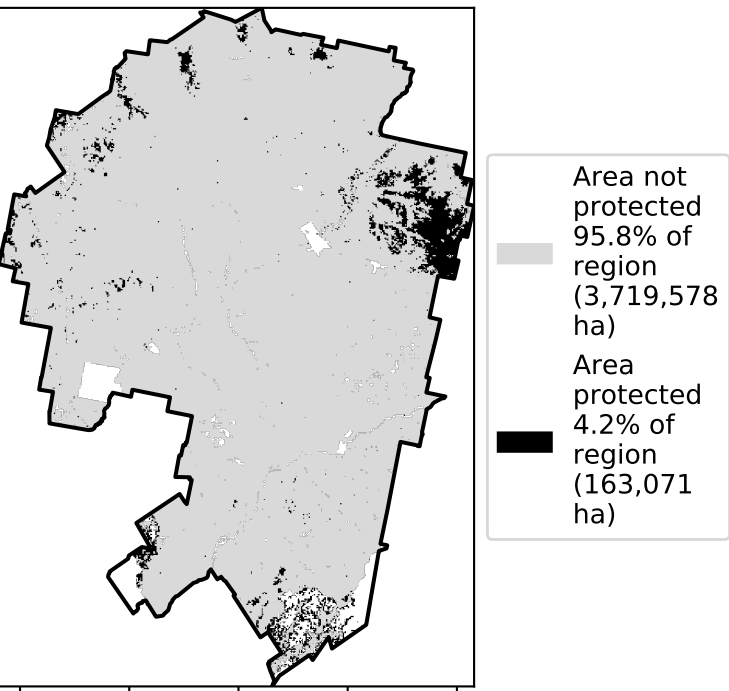 Area not
protected
95.8% of
region
(3,719,578
ha)
Area
protected
4.2% of
region
(163,071
ha)